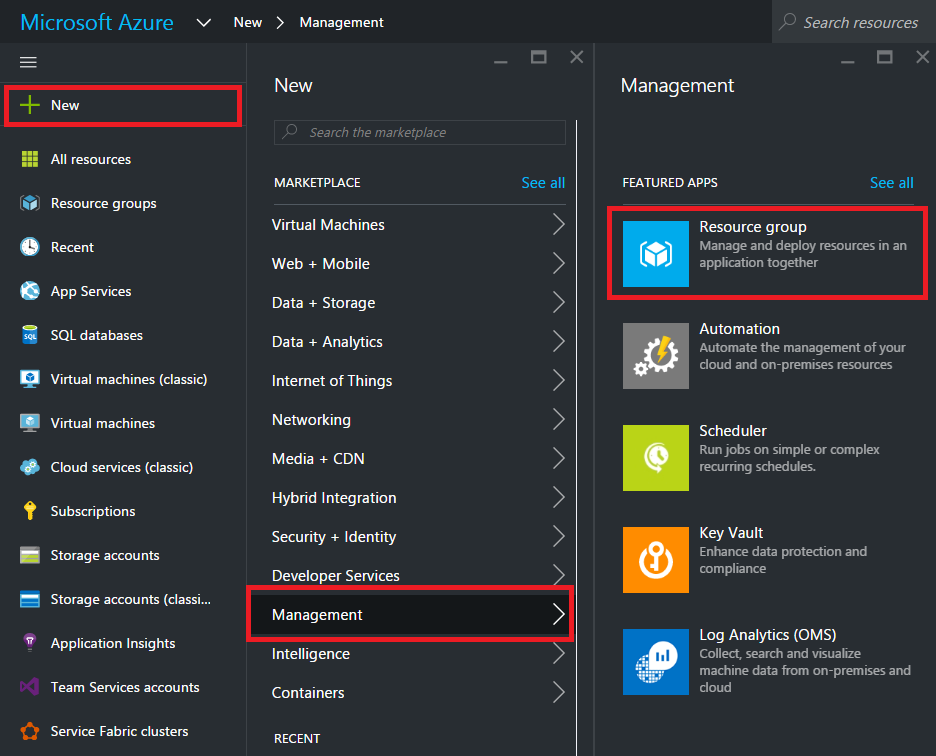 Microsoft Azure New Management Search resources
New
All resources
Resource groups
Recent
App Services
SQL databases
Virtual machines (classic)
Virtual machines
Cloud services (classic)
Subscriptions
Storage accounts
Storage accounts (classi...
Application Insights
Team Services accounts
Service Fabric clusters
New
Search the marketplace
MARKETPLACE See all
Virtual Machines
Web + Mobile
Data + Storage
Data + Analytics
Internet of Things
Networking
Media + CDN
Hybrid Integration
Security + Identity
Developer Services
Management
Intelligence
Containers
RECENT
Management
FEATURED APPS See all
Resource group
Manage and deploy resources in an
application together
Automation
Automate the management of your
cloud and on-premises resources
Scheduler
Run jobs on simple or complex
recurring schedules.
Key Vault
Enhance data protection and
compliance
Log Analytics (OMS)
Collect, search and visualize
machine data from on-premises and
cloud